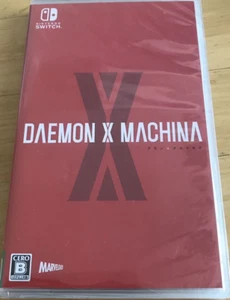 NINTENDO
SWITCH.
DAEMON X MACHINA
CERO
B
MARVELOUS